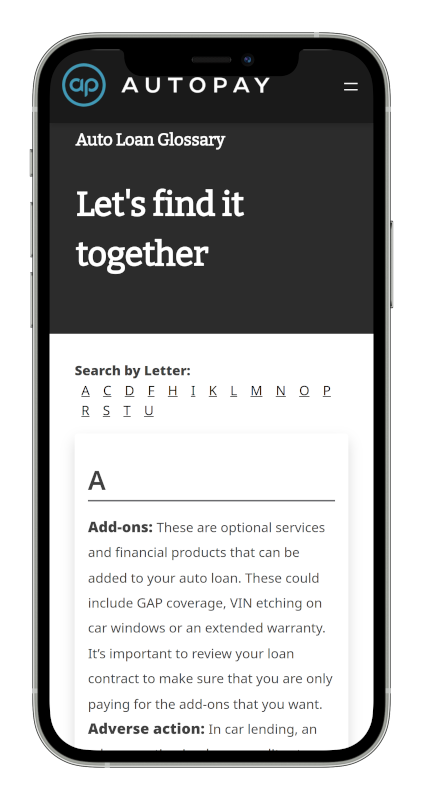 ap AUTOPAY
Auto Loan Glossary
Let's find it
together
Search by Letter:
A C D F H I K L M N O P
R S T U
A
Add-ons: These are optional services
and financial products that can be
added to your auto loan. These could
include GAP coverage, VIN etching on
car windows or an extended warranty.
It's important to review your loan
contract to make sure that you are only
paying for the add-ons that you want.
Adverse action: In car lending, an